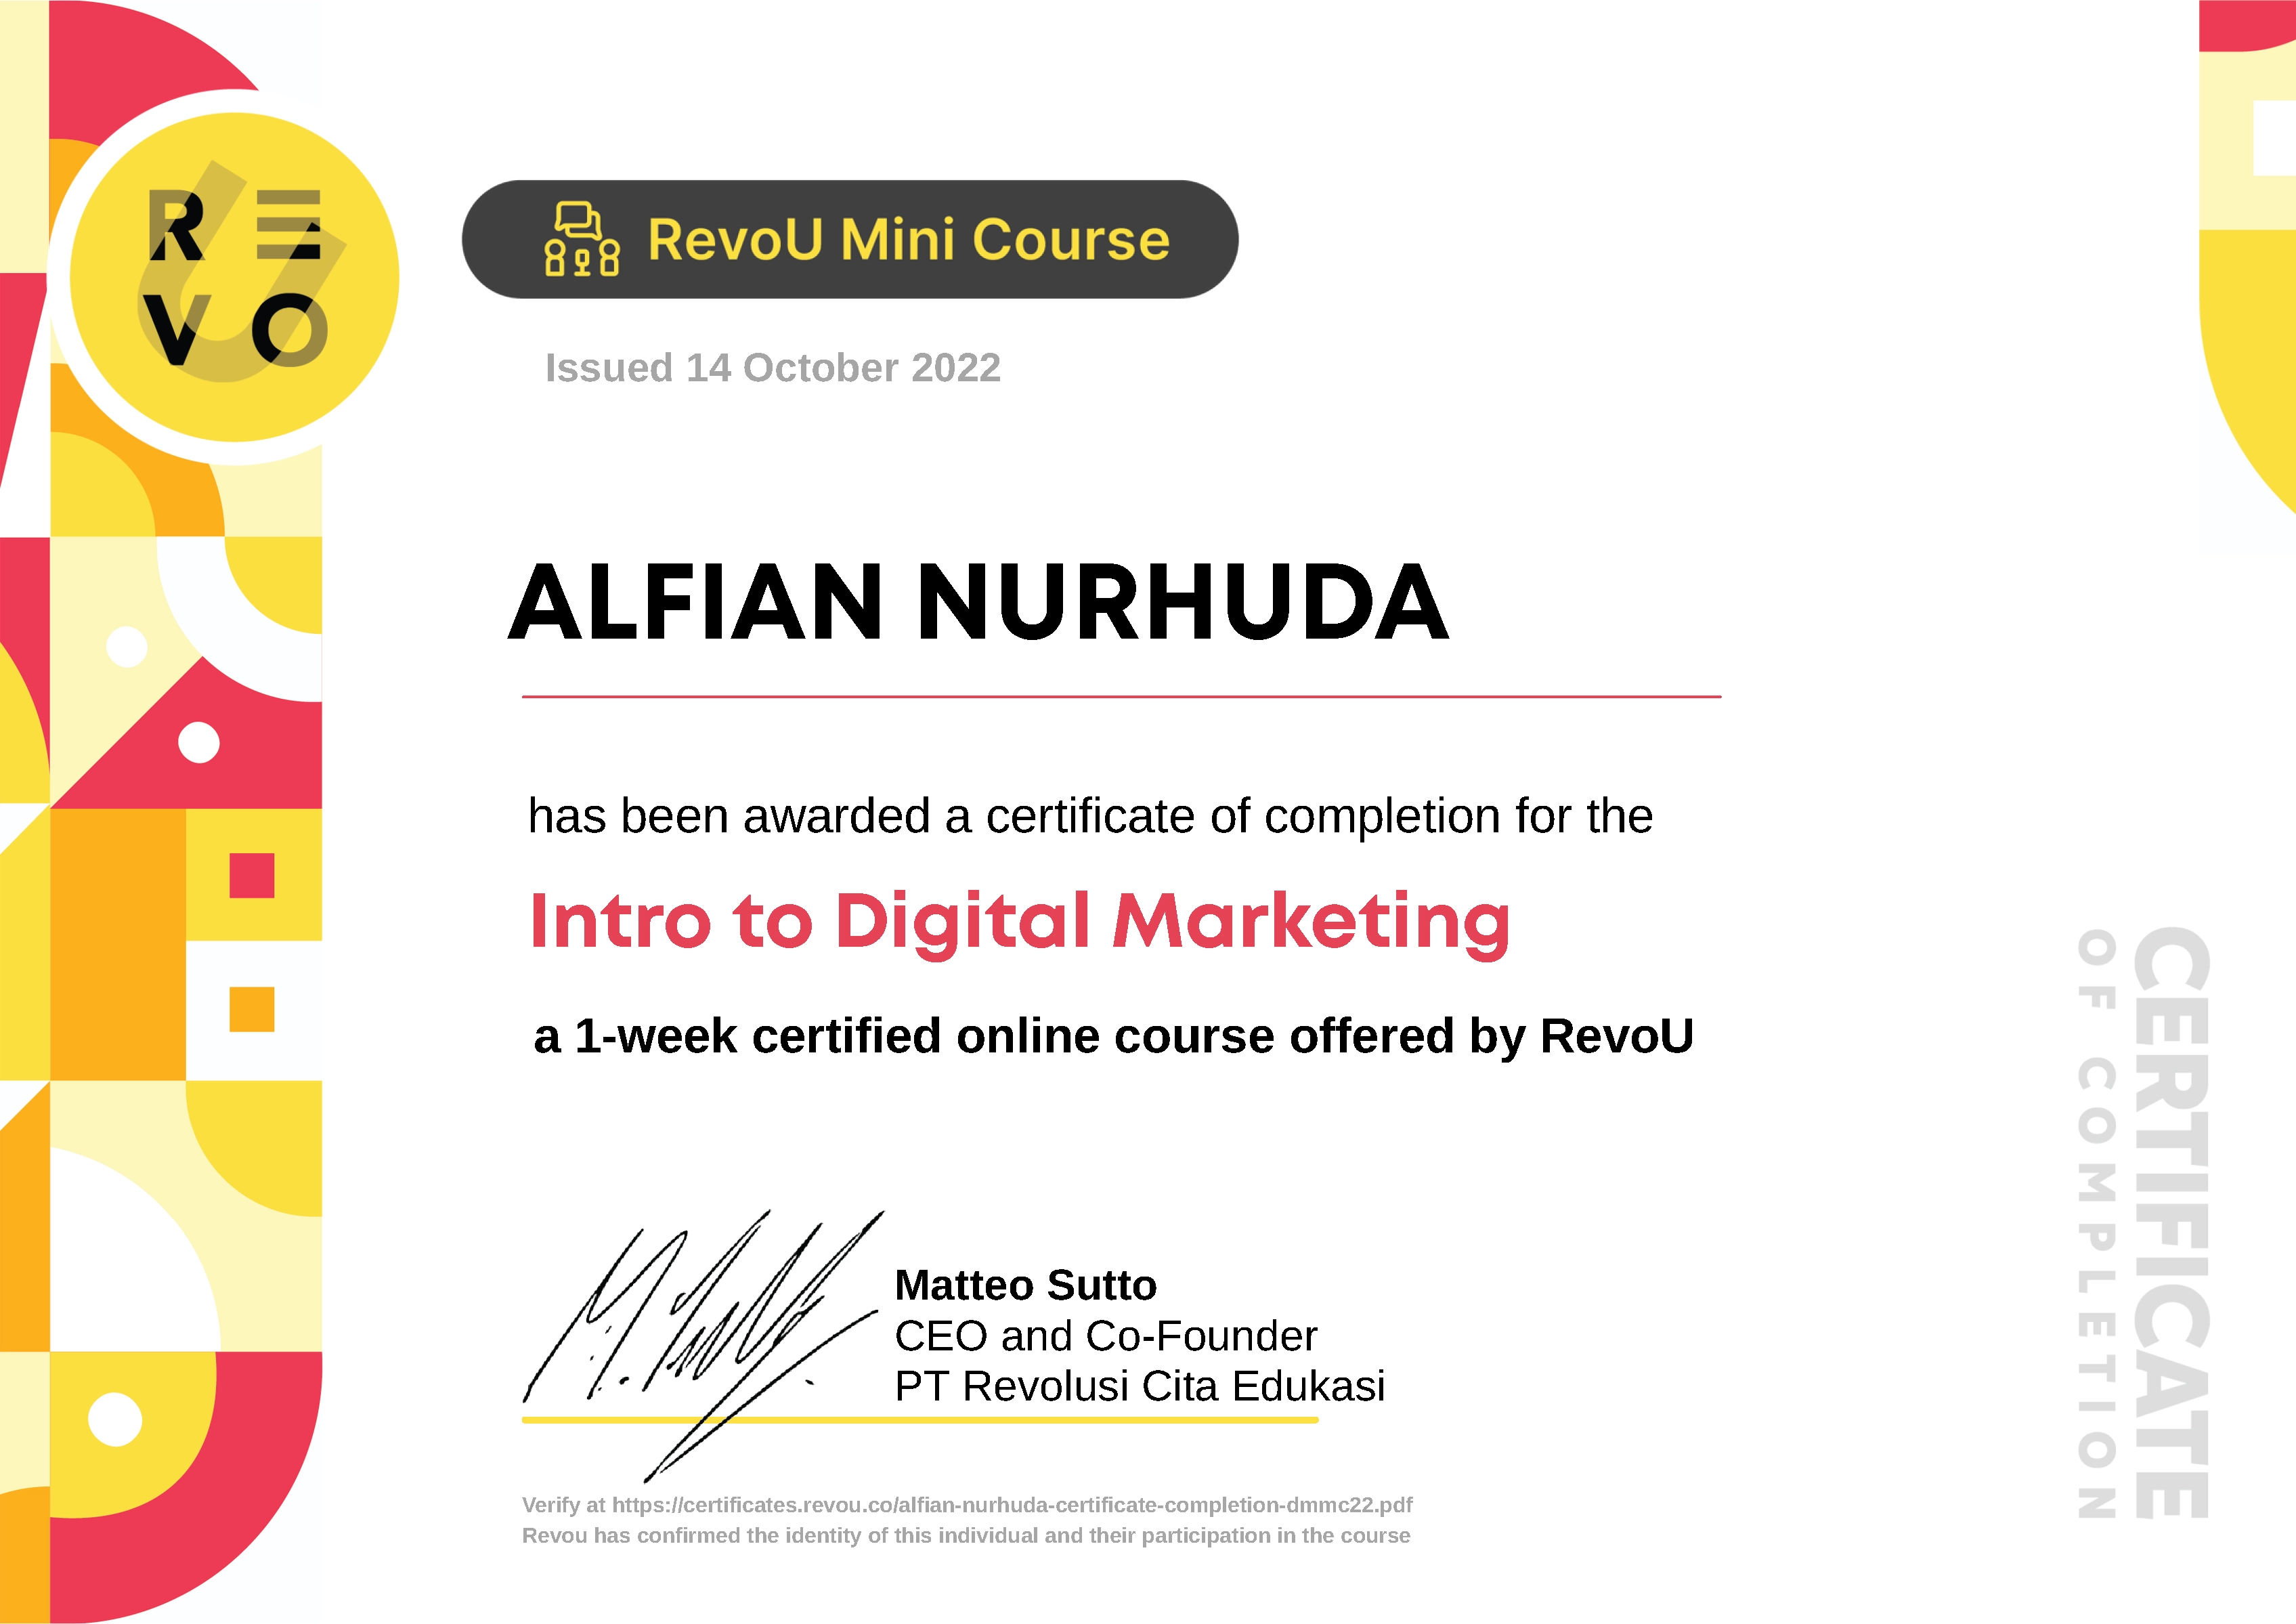 RE
VO
RevoU Mini Course
Issued 14 October 2022
ALFIAN NURHUDA
has been awarded a certificate of completion for the
Intro to Digital Marketing
a 1-week certified online course offered by RevoU
Matteo Sutto
CEO and Co-Founder
PT Revolusi Cita Edukasi
Verify at https://certificates.revou.co/alfian-nurhuda-certificate-completion-dmmc22.pdf
Revou has confirmed the identity of this individual and their participation in the course
CERTIFICATE
OF COMPLETION